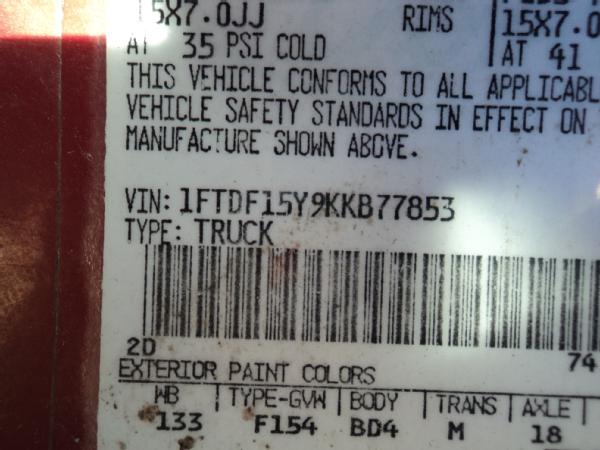 15X7.0JJ RIMS 15X7.0
AT 35 PSI COLD AT 41
THIS VEHICLE CONFORMS TO ALL APPLICABL
VEHICLE SAFETY STANDARDS IN EFFECT ON
MANUFACTURE SHOWN ABOVE.
VIN: 1FTDF15Y9KKB77853
TYPE: TRUCK
2D 74
EXTERIOR PAINT COLORS
WB TYPE-GVW BODY TRANS AXLE
133 F154 BD4 M 18